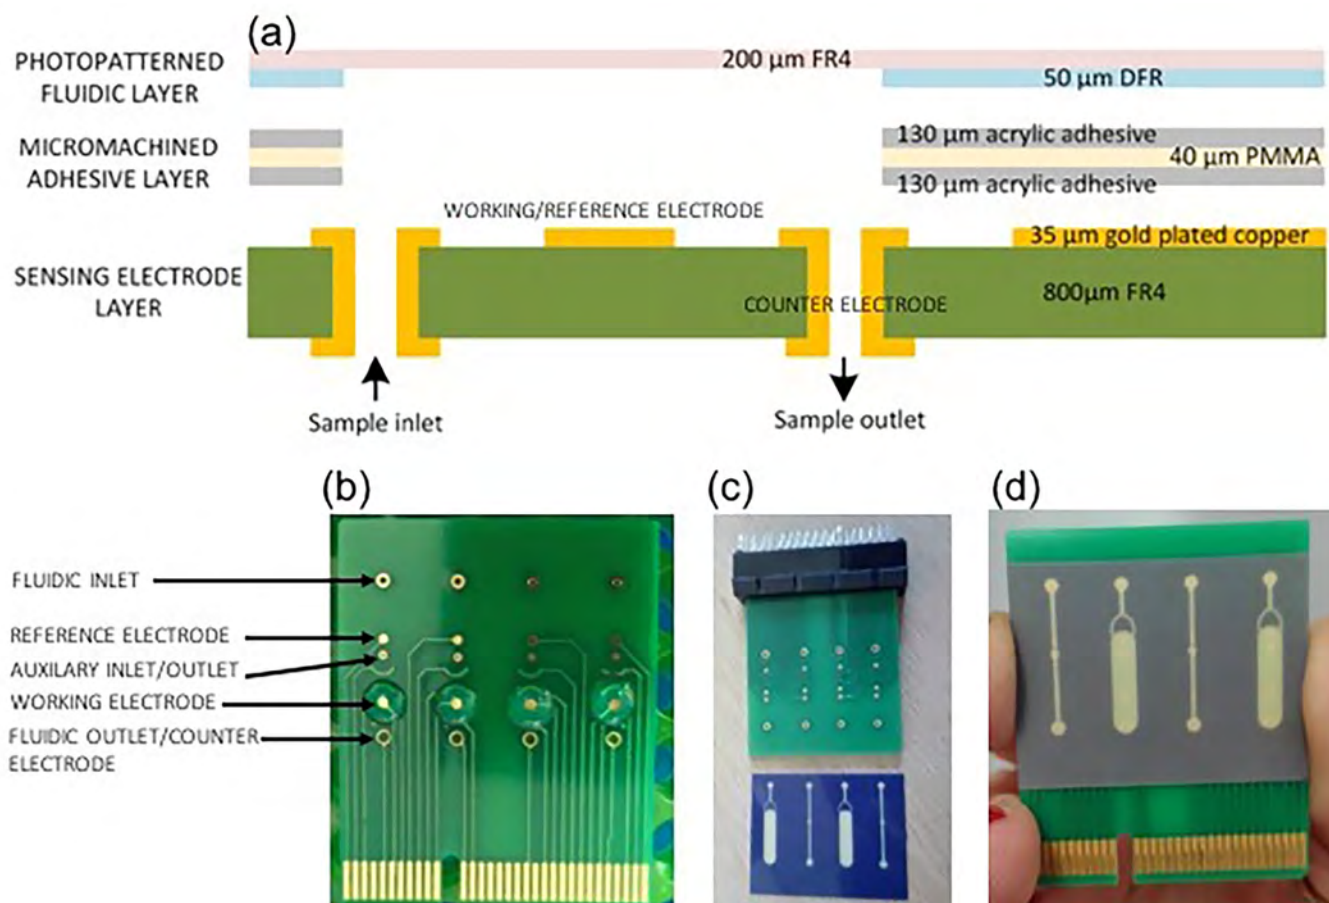 (a)
PHOTOPATTERNED
FLUIDIC LAYER
200 µm FR4
50 µm DFR
MICROMACHINED
ADHESIVE LAYER
130 µm acrylic adhesive
40 µm PMMA
130 µm acrylic adhesive
WORKING/REFERENCE ELECTRODE
35 µm gold plated copper
SENSING ELECTRODE
LAYER
COUNTER ELECTRODE
800µm FR4
Sample inlet
Sample outlet
(b)
(c)
(d)
FLUIDIC INLET
REFERENCE ELECTRODE
AUXILARY INLET/OUTLET
WORKING ELECTRODE
FLUIDIC OUTLET/COUNTER
ELECTRODE